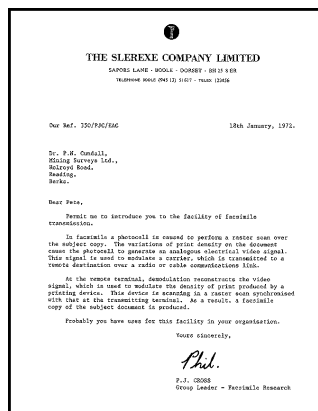 THE SLEREXE COMPANY LIMITED
SAPORS LANE - BOOLE - DORSET - BH 25 8 ER
TELEPHONE BOOLE (945 13) 51617 - TELEX 123456
Our Ref. 350/PJC/EAC
18th January, 1972.
Dr. P.N. Cundall,
Mining Surveys Ltd.,
Holroyd Road,
Reading,
Berks.
Dear Pete,
Permit me to introduce you to the facility of facsimile
transmission.
In facsimile a photocell is caused to perform a raster scan over
the subject copy. The variations of print density on the document
cause the photocell to generate an analogous electrical video signal.
This signal is used to modulate a carrier, which is transmitted to a
remote destination over a radio or cable communications link.
At the remote terminal, demodulation reconstructs the video
signal, which is used to modulate the density of print produced by a
printing device. This device is scanning in a raster scan synchronised
with that at the transmitting terminal. As a result, a facsimile
copy of the subject document is produced.
Probably you have uses for this facility in your organisation.
Yours sincerely,
Phil.
P.J. CROSS
Group Leader - Facsimile Research